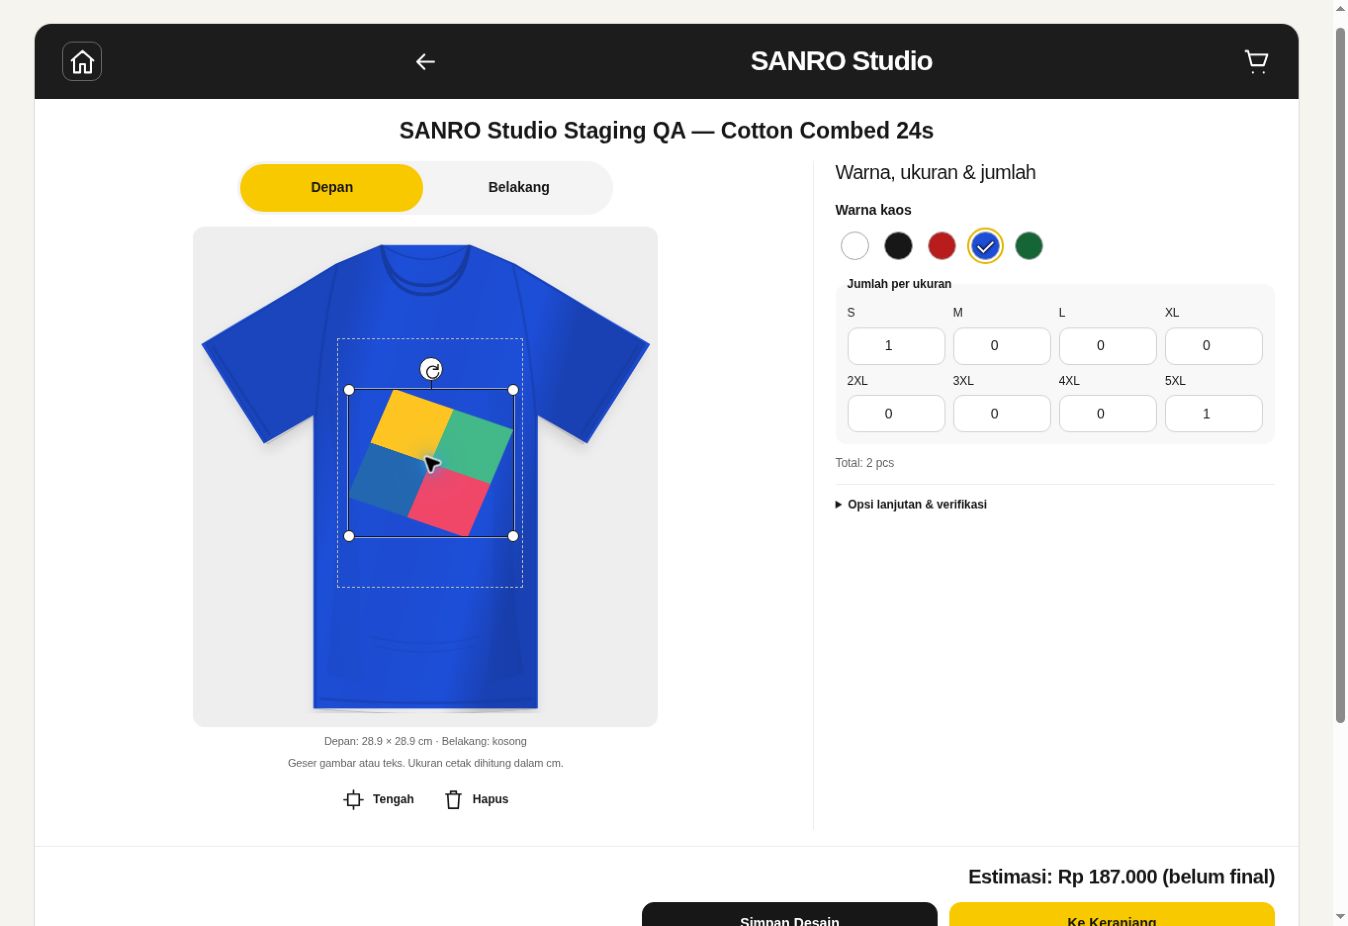 SANRO Studio
SANRO Studio Staging QA — Cotton Combed 24s
Depan
Belakang
Depan: 28.9 × 28.9 cm · Belakang: kosong
Geser gambar atau teks. Ukuran cetak dihitung dalam cm.
Tengah
Hapus
Warna, ukuran & jumlah
Warna kaos
Jumlah per ukuran
S M L XL
1 0 0 0
2XL 3XL 4XL 5XL
0 0 0 1
Total: 2 pcs
Opsi lanjutan & verifikasi
Estimasi: Rp 187.000 (belum final)
Simpan Desain
Ke Keranjang